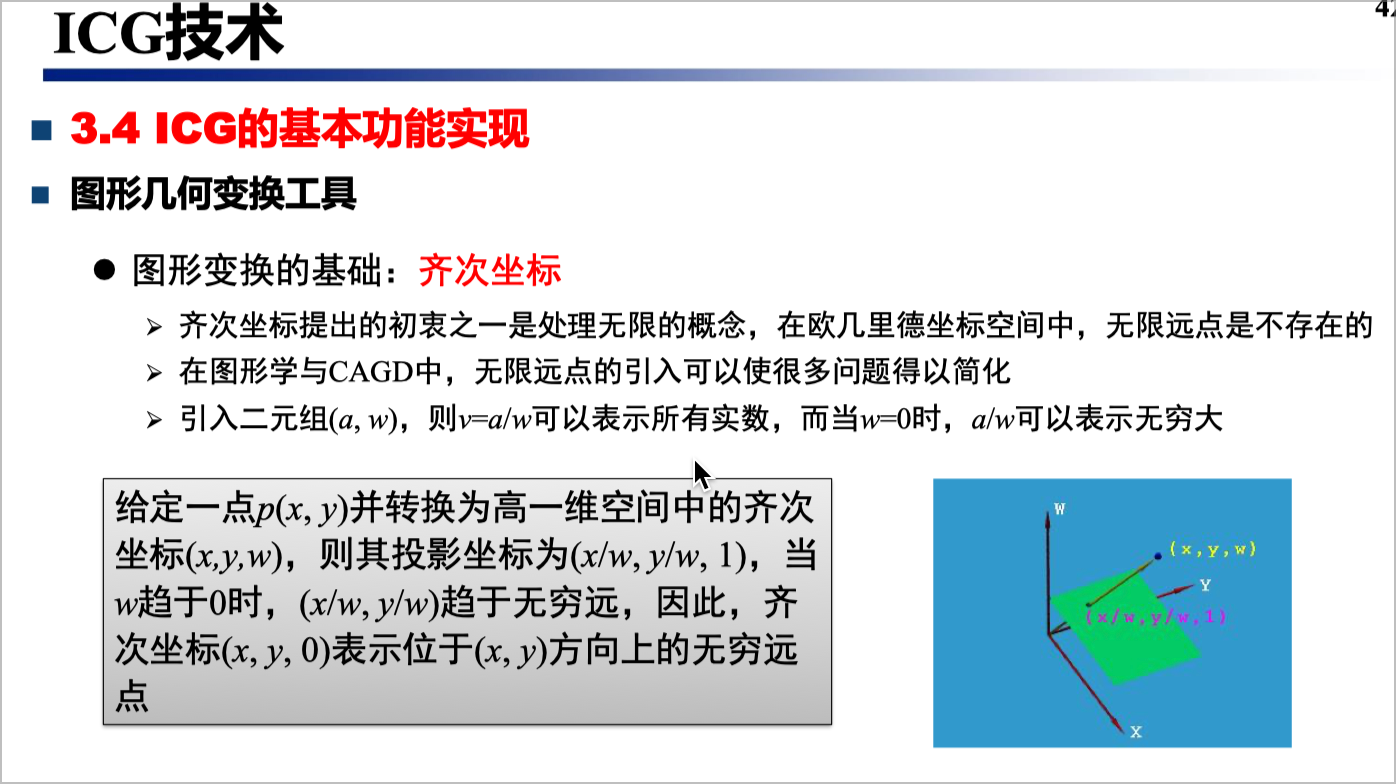 ICG技术
3.4 ICG的基本功能实现
图形几何变换工具
图形变换的基础：齐次坐标
齐次坐标提出的初衷之一是处理无限的概念，在欧几里德坐标空间中，无限远点是不存在的
在图形学与CAGD中，无限远点的引入可以使很多问题得以简化
引入二元组(a, w)，则v=a/w可以表示所有实数，而当w=0时，a/w可以表示无穷大
给定一点p(x, y)并转换为高一维空间中的齐次
坐标(x,y,w)，则其投影坐标为(x/w, y/w, 1)，当
w趋于0时，(x/w, y/w)趋于无穷远，因此，齐
次坐标(x, y, 0)表示位于(x, y)方向上的无穷远
点
W
(x,y,w)
Y
(x/w,y/w,1)
X